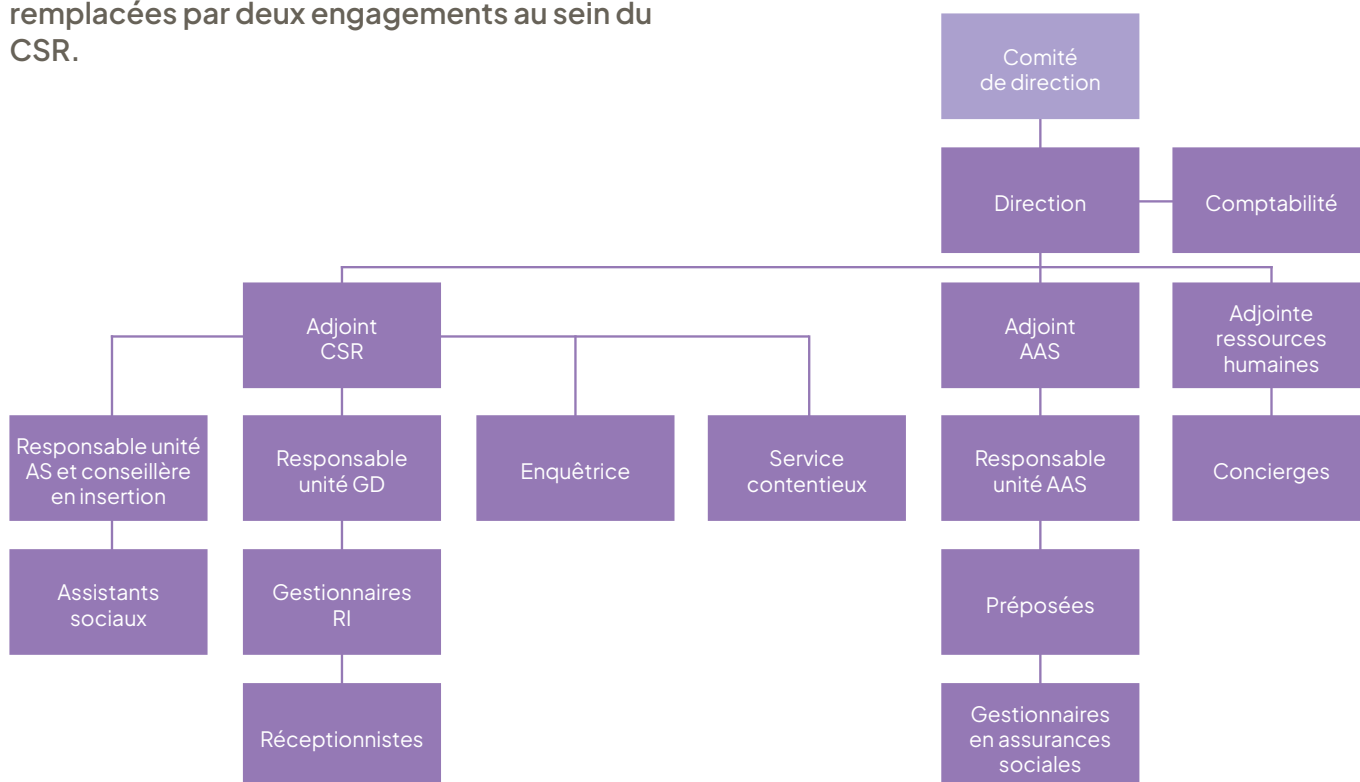 remplacées par deux engagements au sein du
CSR.
Comité
de direction
Direction
Comptabilité
Adjoint
CSR
Adjoint
AAS
Adjointe
ressources
humaines
Responsable unité
AS et conseillère
en insertion
Responsable
unité GD
Enquêtrice
Service
contentieux
Responsable
unité AAS
Concierges
Assistants
sociaux
Gestionnaires
RI
Préposées
Réceptionnistes
Gestionnaires
en assurances
sociales